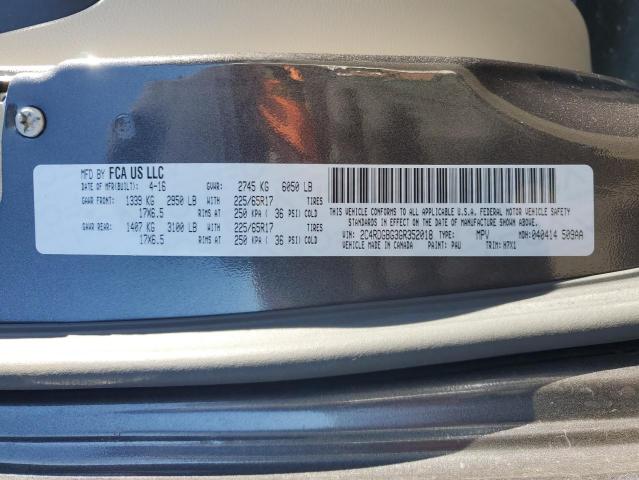 MFD BY FCA US LLC
DATE OF MFR(BUILT): 4-16 GVWR: 2745 KG 6050 LB
GAWR FRONT: 1339 KG 2950 LB WITH 225/65R17 TIRES
17X6.5 RIMS AT 250 KPA ( 36 PSI) COLD
GAWR REAR: 1407 KG 3100 LB WITH 225/65R17 TIRES
17X6.5 RIMS AT 250 KPA ( 36 PSI) COLD
THIS VEHICLE CONFORMS TO ALL APPLICABLE U.S.A. FEDERAL MOTOR VEHICLE SAFETY
STANDARDS IN EFFECT ON THE DATE OF MANUFACTURE SHOWN ABOVE.
VIN: 2C4RDGBG3GR352018 TYPE: MPV MDH: 040414 509AA
VEHICLE MADE IN CANADA PAINT: PAU TRIM: H7X1